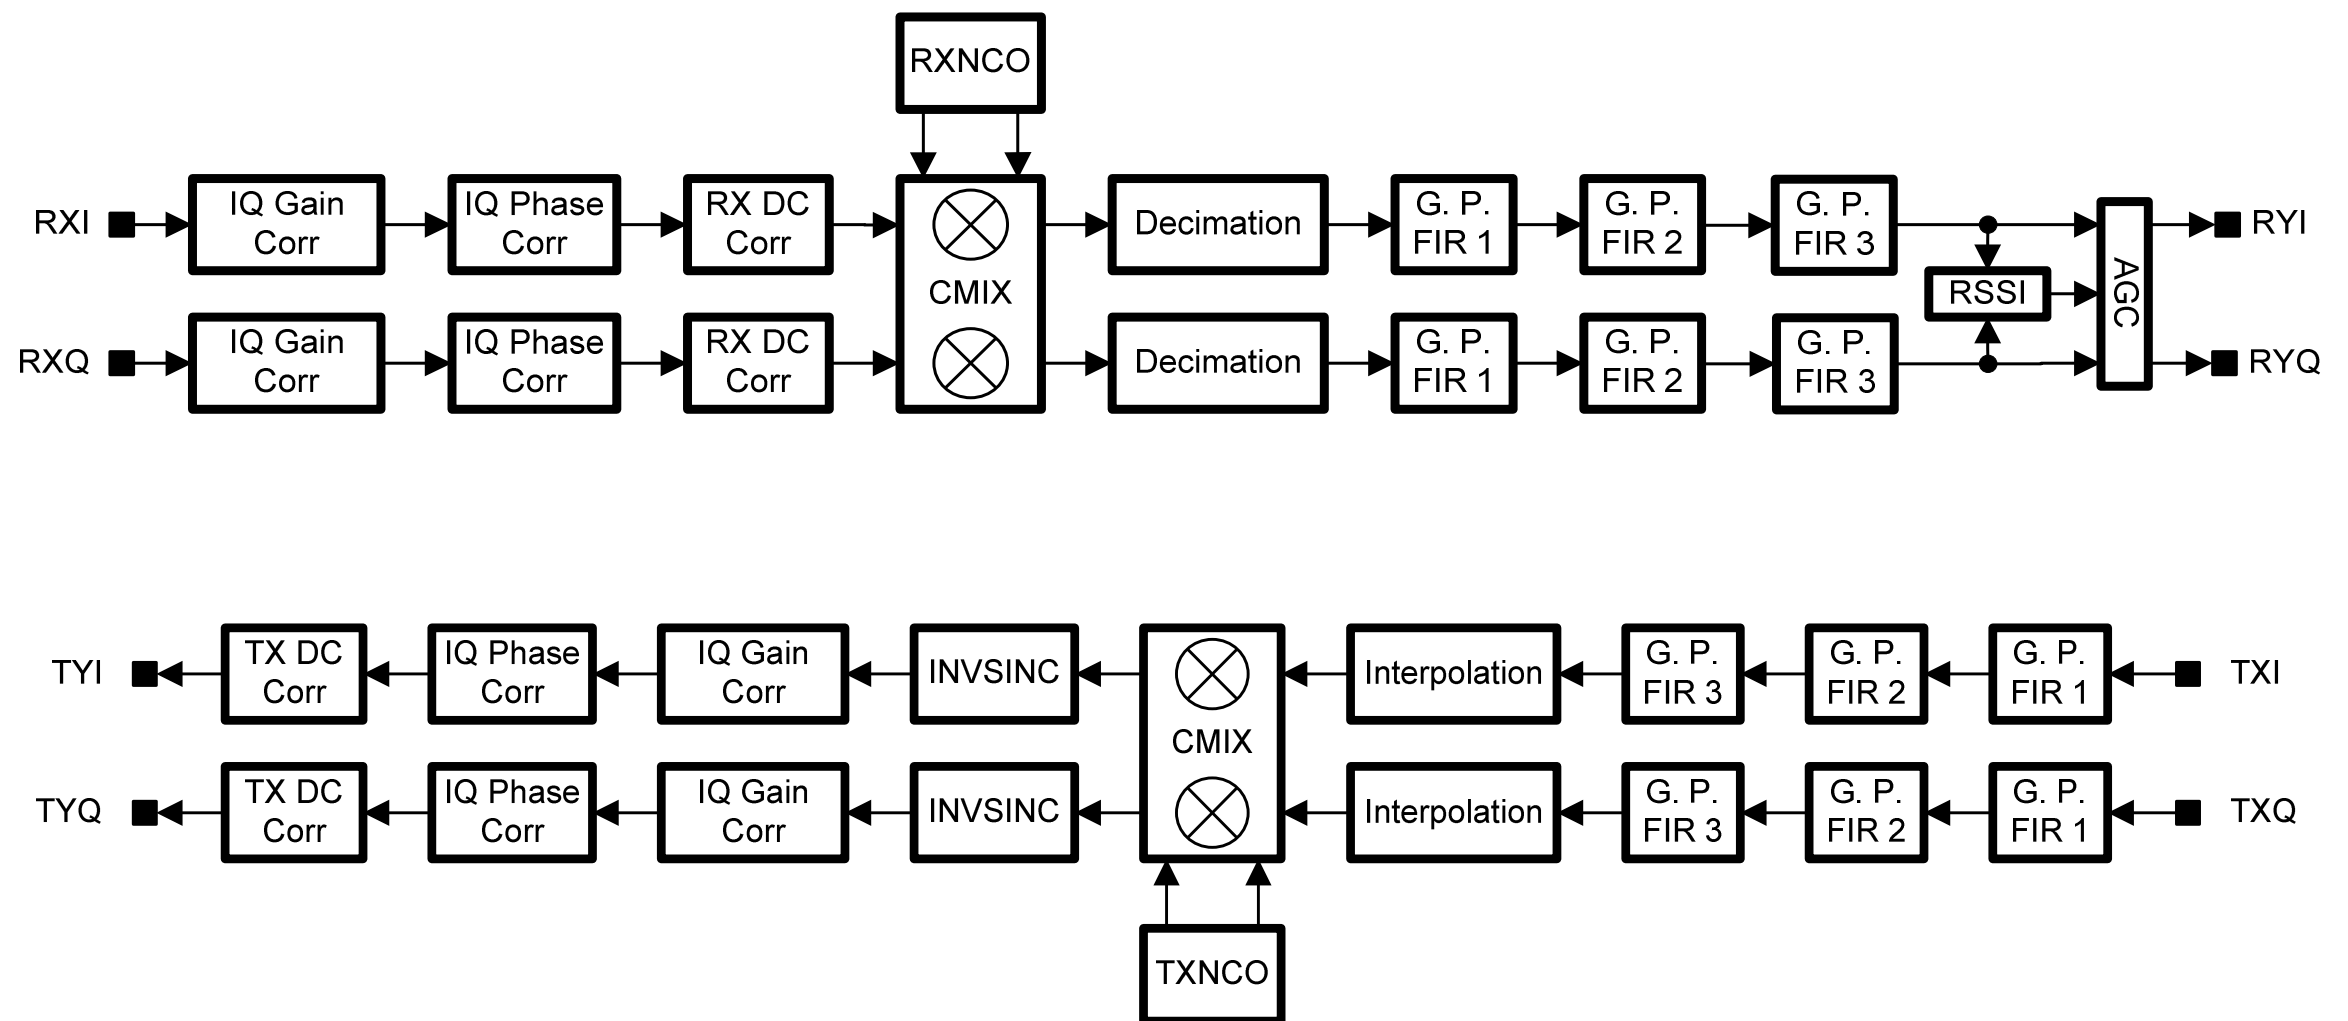 RXNCO
RXI
IQ Gain
Corr
IQ Phase
Corr
RX DC
Corr
Decimation
G. P.
FIR 1
G. P.
FIR 2
G. P.
FIR 3
RYI
CMIX
RSSI
AGC
RXQ
IQ Gain
Corr
IQ Phase
Corr
RX DC
Corr
Decimation
G. P.
FIR 1
G. P.
FIR 2
G. P.
FIR 3
RYQ
TYI
TX DC
Corr
IQ Phase
Corr
IQ Gain
Corr
INVSINC
Interpolation
G. P.
FIR 3
G. P.
FIR 2
G. P.
FIR 1
TXI
CMIX
TYQ
TX DC
Corr
IQ Phase
Corr
IQ Gain
Corr
INVSINC
Interpolation
G. P.
FIR 3
G. P.
FIR 2
G. P.
FIR 1
TXQ
TXNCO